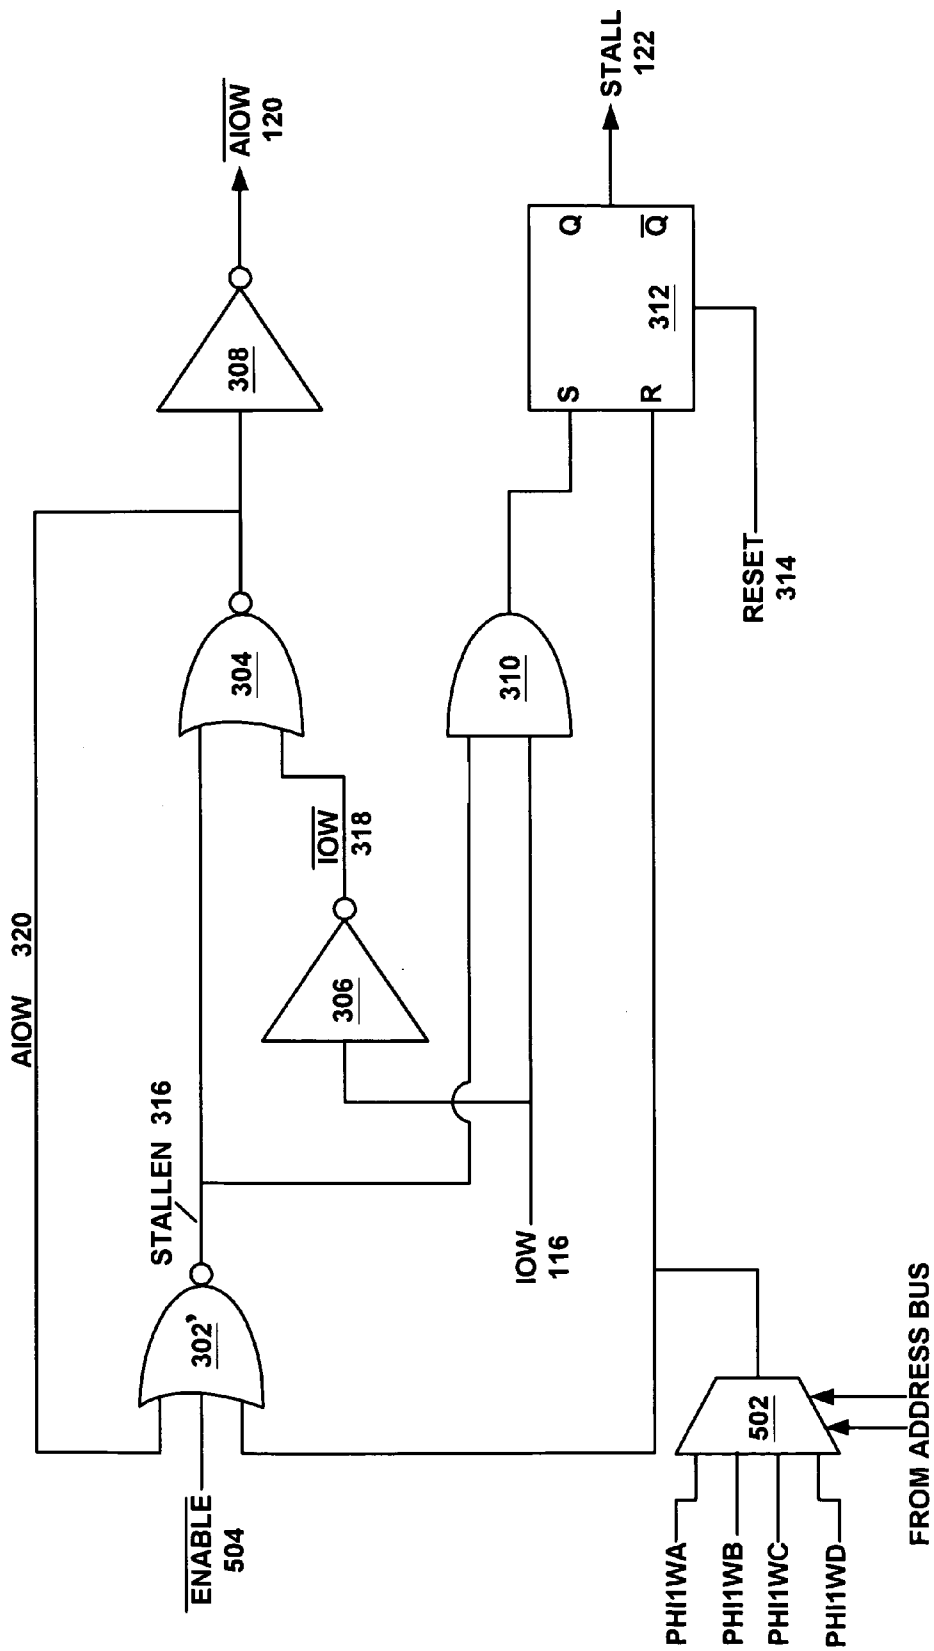 AIOW 320
STALLEN 316
ENABLE
504
302'
304
308
AIOW
120
IOW
318
306
310
IOW
116
S
R
Q
Q
312
STALL
122
RESET
314
PHI1WA
PHI1WB
PHI1WC
PHI1WD
502
FROM ADDRESS BUS